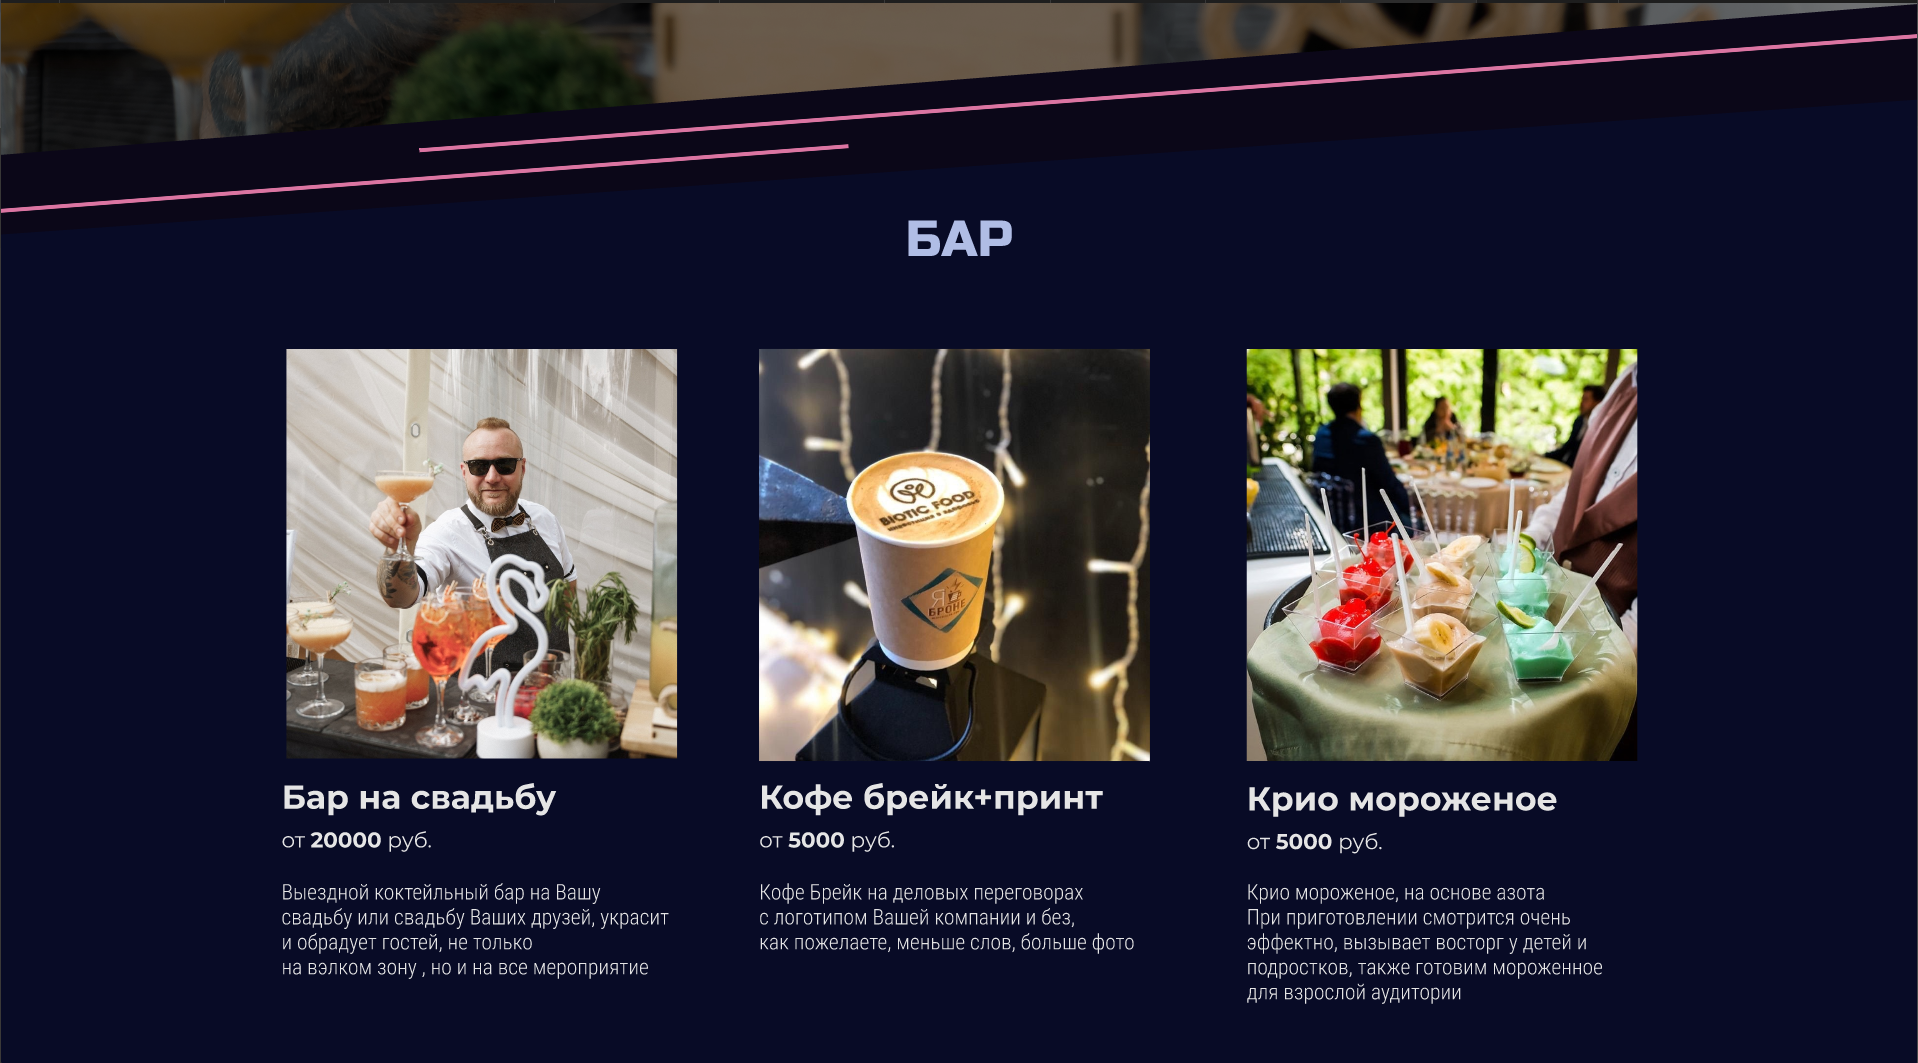 БАР
BIOTIC FOOD
Я
БРОНЕ
Бар на свадьбу
от 20000 руб.
Выездной коктейльный бар на Вашу
свадьбу или свадьбу Ваших друзей, украсит
и обрадует гостей, не только
на вэлком зону , но и на все мероприятие
Кофе брейк+принт
от 5000 руб.
Кофе Брейк на деловых переговорах
с логотипом Вашей компании и без,
как пожелаете, меньше слов, больше фото
Крио мороженое
от 5000 руб.
Крио мороженое, на основе азота
При приготовлении смотрится очень
эффектно, вызывает восторг у детей и
подростков, также готовим мороженное
для взрослой аудитории